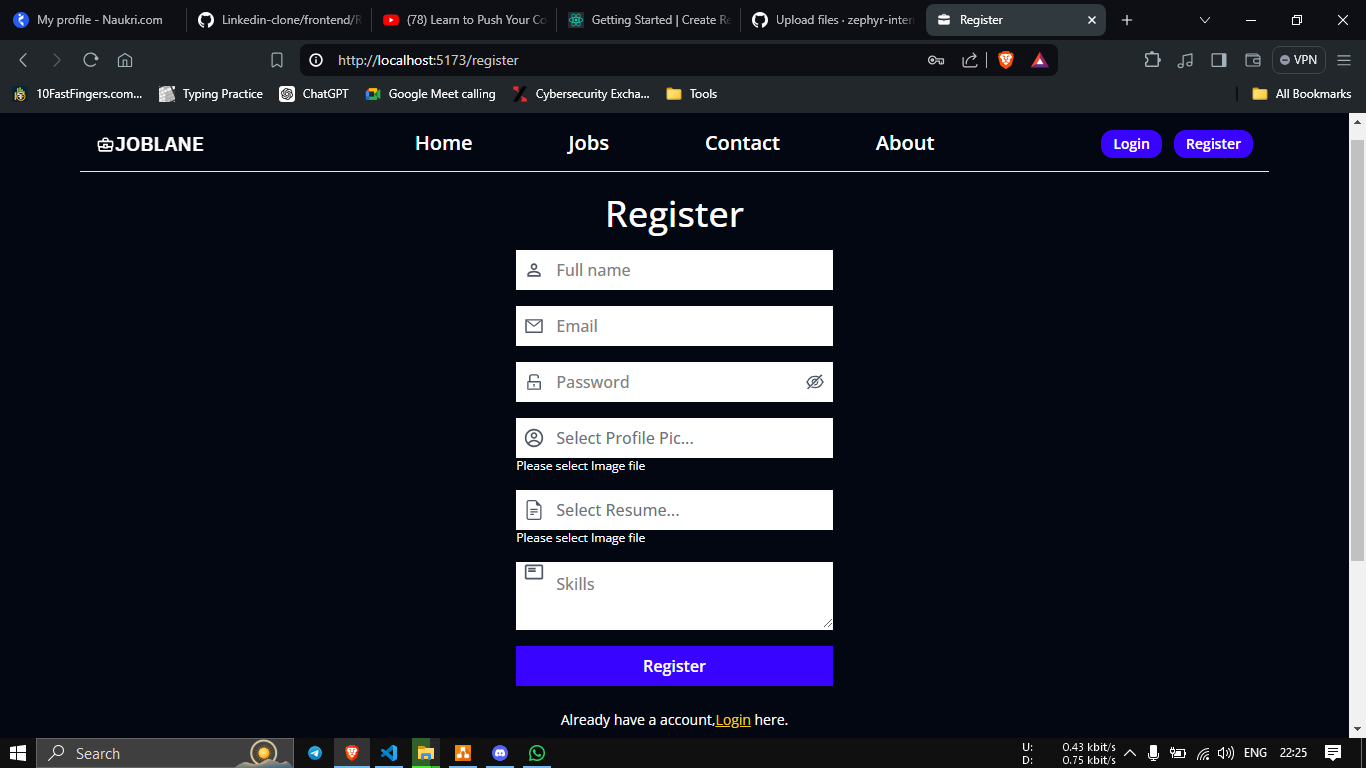 My profile - Naukri.com
Linkedin-clone/frontend/R
(78) Learn to Push Your Co
Getting Started | Create Re
Upload files · zephyr-inter
Register
http://localhost:5173/register
VPN
10FastFingers.com...
Typing Practice
ChatGPT
Google Meet calling
Cybersecurity Excha...
Tools
All Bookmarks
JOBLANE
Home
Jobs
Contact
About
Login
Register
Register
Full name
Email
Password
Select Profile Pic...
Please select Image file
Select Resume...
Please select Image file
Skills
Register
Already have a account,Login here.
Search
U: 0.43 kbit/s
D: 0.75 kbit/s
ENG
22:25